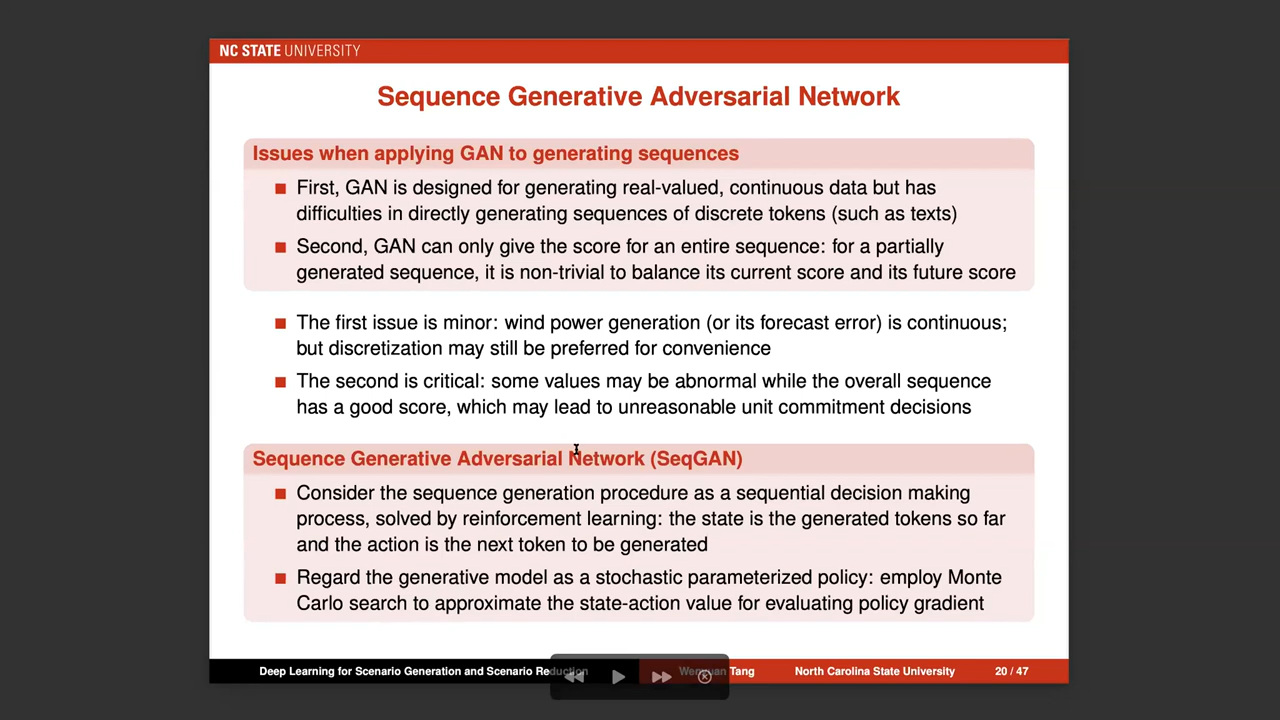 NC STATE UNIVERSITY
Sequence Generative Adversarial Network
Issues when applying GAN to generating sequences
First, GAN is designed for generating real-valued, continuous data but has
difficulties in directly generating sequences of discrete tokens (such as texts)
Second, GAN can only give the score for an entire sequence: for a partially
generated sequence, it is non-trivial to balance its current score and its future score
The first issue is minor: wind power generation (or its forecast error) is continuous;
but discretization may still be preferred for convenience
The second is critical: some values may be abnormal while the overall sequence
has a good score, which may lead to unreasonable unit commitment decisions
Sequence Generative Adversarial Network (SeqGAN)
Consider the sequence generation procedure as a sequential decision making
process, solved by reinforcement learning: the state is the generated tokens so far
and the action is the next token to be generated
Regard the generative model as a stochastic parameterized policy: employ Monte
Carlo search to approximate the state-action value for evaluating policy gradient
Deep Learning for Scenario Generation and Scenario Reduction Wenyuan Tang North Carolina State University 20 / 47